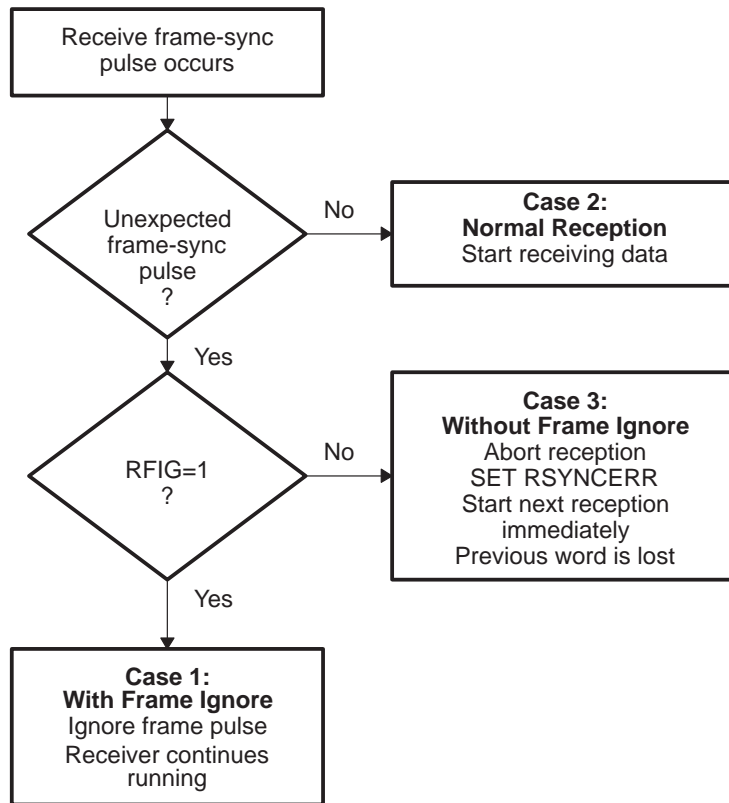 Receive frame-sync
pulse occurs
Unexpected
frame-sync
pulse
?
No
Case 2:
Normal Reception
Start receiving data
Yes
RFIG=1
?
No
Case 3:
Without Frame Ignore
Abort reception
SET RSYNCERR
Start next reception
immediately
Previous word is lost
Yes
Case 1:
With Frame Ignore
Ignore frame pulse
Receiver continues
running